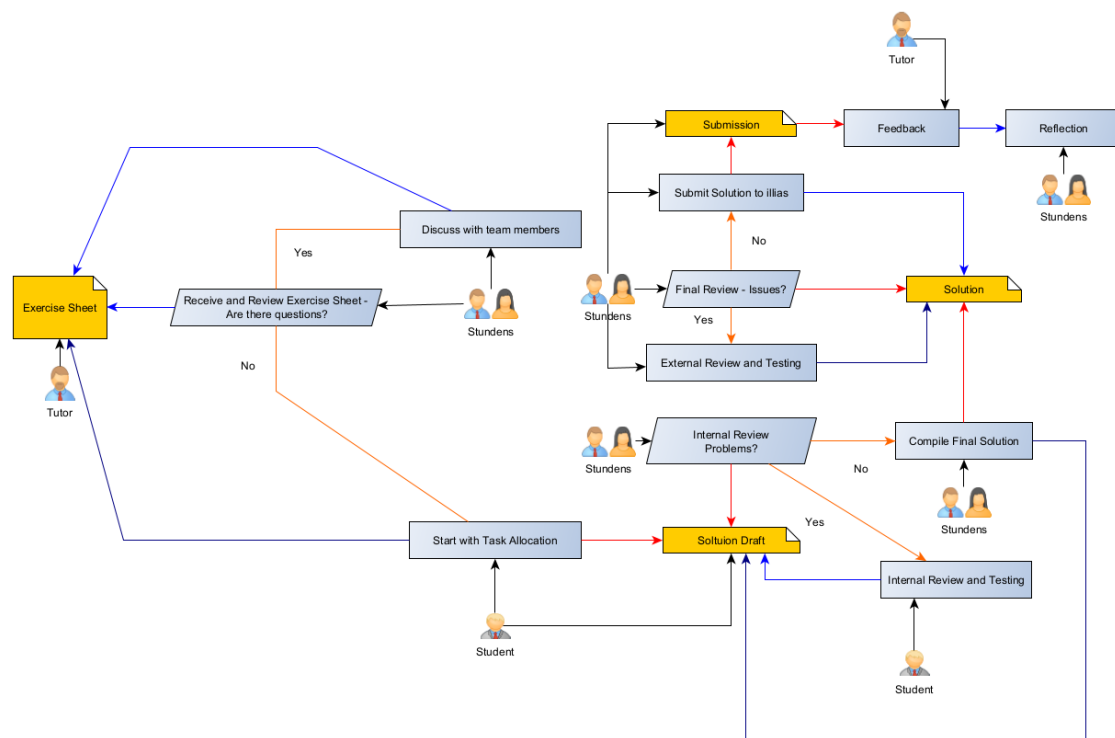 Tutor
Submission
Feedback
Reflection
Submit Solution to illias
Stundens
Discuss with team members
No
Yes
Final Review - Issues?
Solution
Stundens
Exercise Sheet
Receive and Review Exercise Sheet -
Are there questions?
Stundens
Yes
External Review and Testing
No
Tutor
Internal Review
Problems?
Compile Final Solution
Stundens
No
Stundens
Yes
Start with Task Allocation
Soltuion Draft
Internal Review and Testing
Student
Student